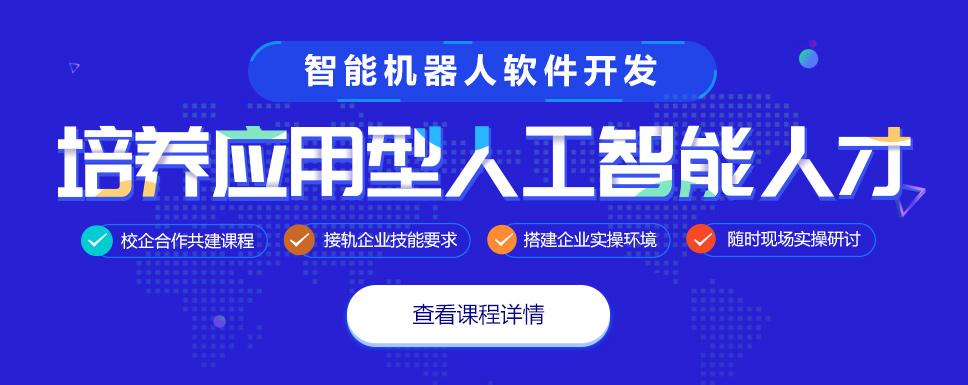 智能机器人软件开发
培养应用型人工智能人才
校企合作共建课程 接轨企业技能要求 搭建企业实操环境 随时现场实操研讨
查看课程详情